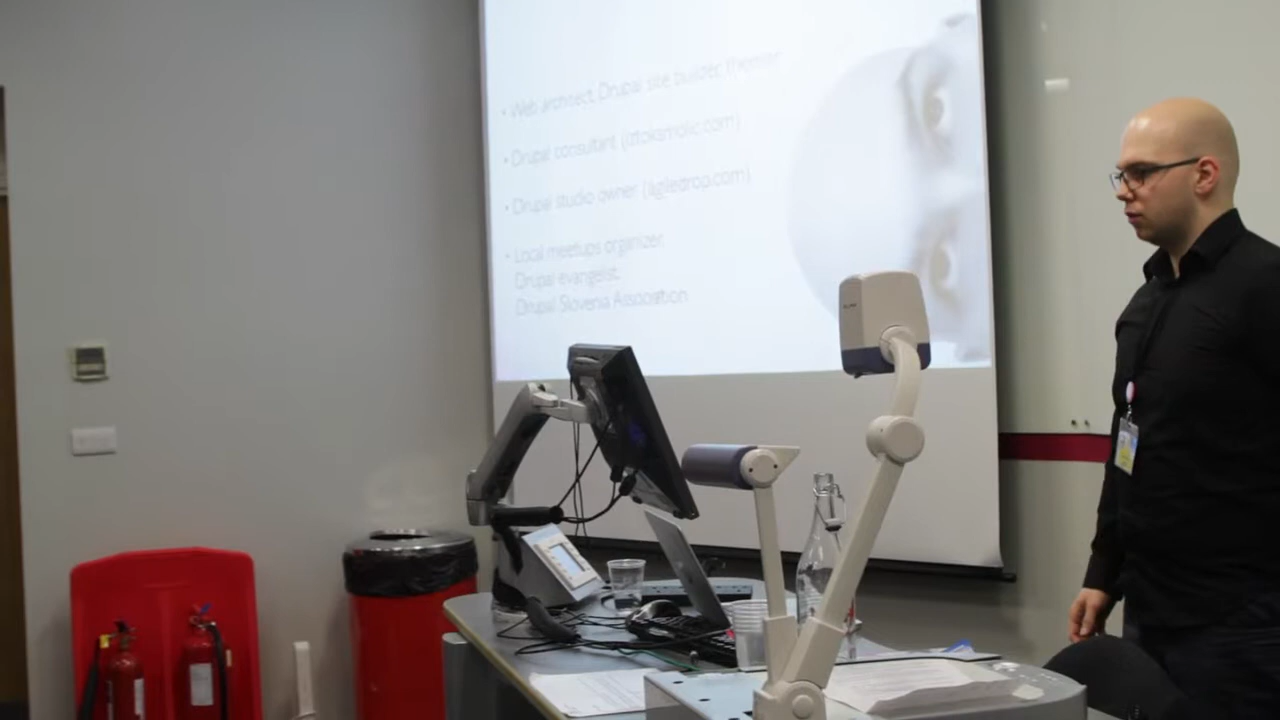 • Web architect, Drupal site builder, themer
• Drupal consultant (iztoksmolic.com)
• Drupal studio owner (agiledrop.com)
• Local meetups organizer,
Drupal evangelist,
Drupal Slovenia Association